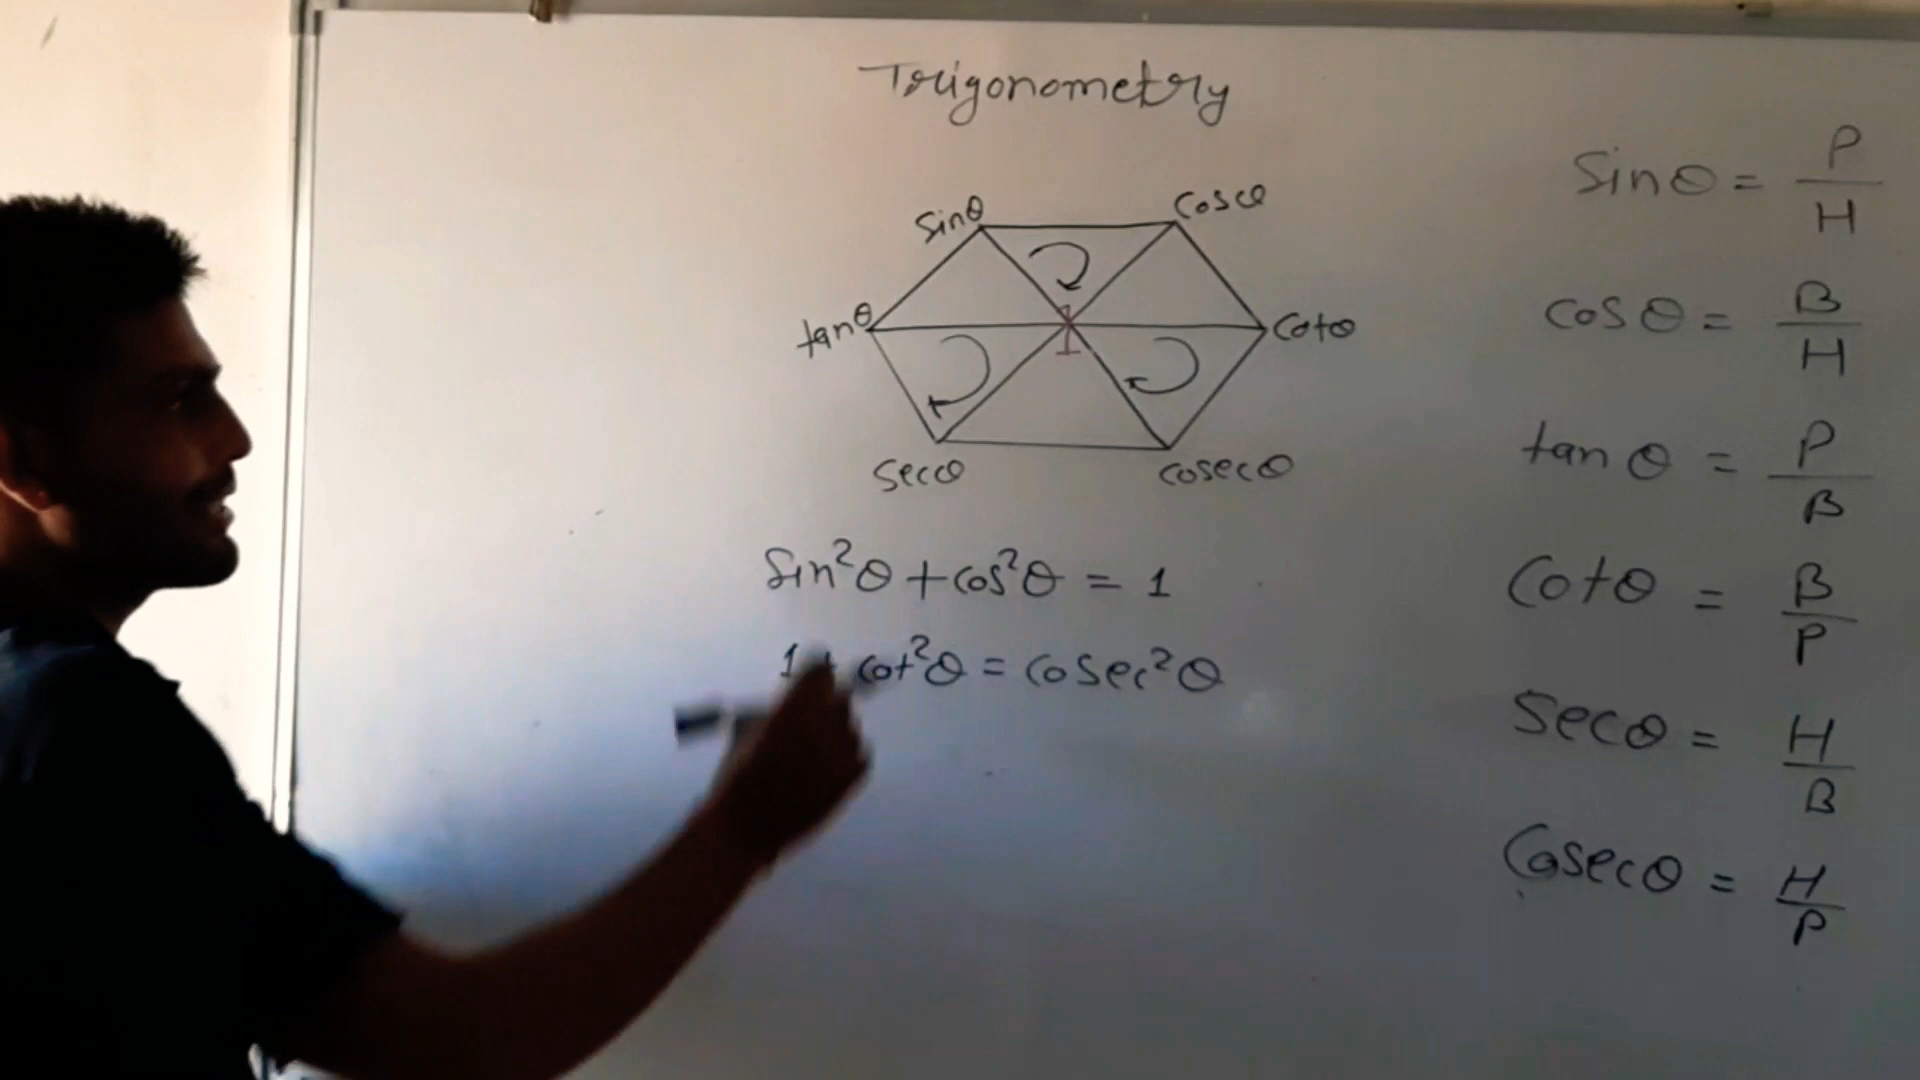 Trigonometry
Sinθ
Cosθ
tanθ
1
Cotθ
Secθ
Cosecθ
Sin²θ + cos²θ = 1
1 + cot²θ = Cosec²θ
Sinθ = P/H
Cosθ = B/H
tanθ = P/B
Cotθ = B/P
Secθ = H/B
Cosecθ = H/P